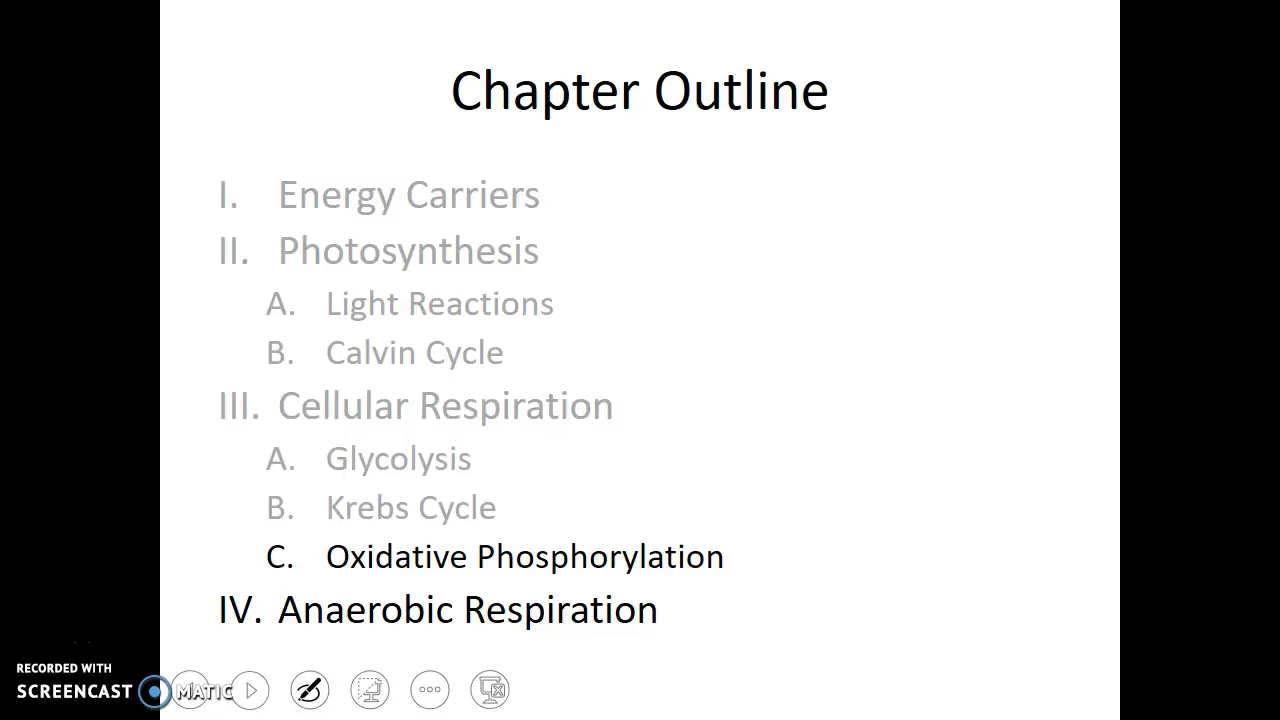 Chapter Outline
I. Energy Carriers
II. Photosynthesis
A. Light Reactions
B. Calvin Cycle
III. Cellular Respiration
A. Glycolysis
B. Krebs Cycle
C. Oxidative Phosphorylation
IV. Anaerobic Respiration
RECORDED WITH
SCREENCAST MATIC